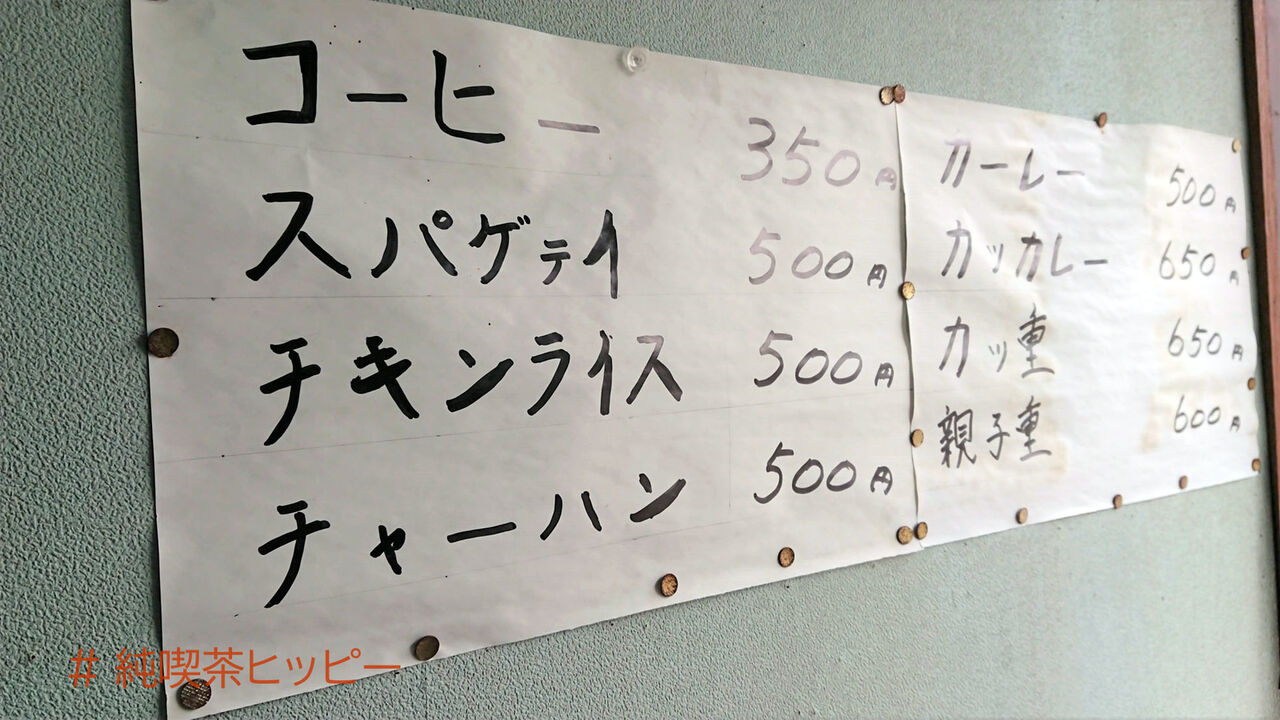 コーヒー 350円
スパゲティ 500円
チキンライス 500円
チャーハン 500円
カーレー 500円
カッカレー 650円
カッ重 650円
親子重 600円
# 純喫茶ヒッピー